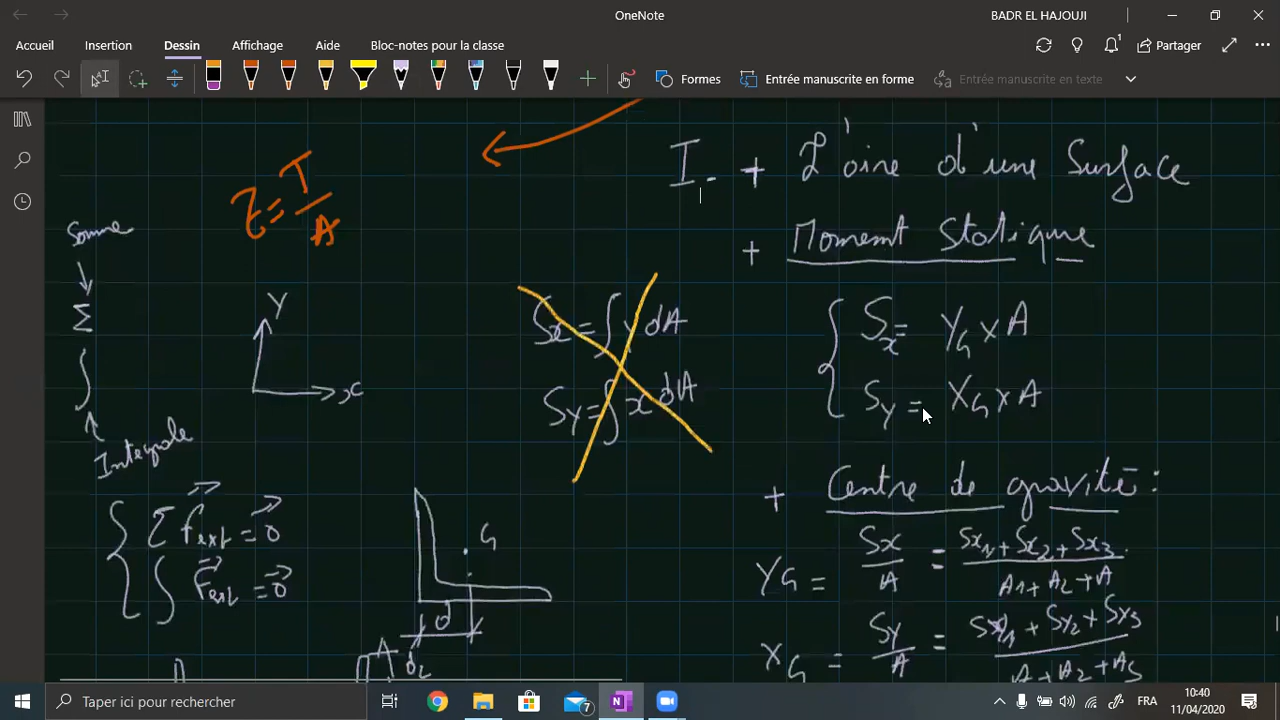 OneNote
BADR EL HAJOUJI
Accueil
Insertion
Dessin
Affichage
Aide
Bloc-notes pour la classe
Partager
Formes
Entrée manuscrite en forme
Entrée manuscrite en texte
I. + L'aire d'une Surface
τ = T/A
+ Moment Statique
Somme
Σ
∫
Intégrale
Y
x
Sx = ∫ y dA
Sy = ∫ x dA
Sx = YG x A
Sy = XG x A
+ Centre de gravité :
Σ Fext = 0
∫ Fext = 0
G
d
YG = Sx/A = Sx1 + Sx2 + Sx3 / A1 + A2 + A
XG = Sy/A = Sy1 + Sy2 + Sy3 / A1 + A2 + A3
Taper ici pour rechercher
7
FRA
10:40
11/04/2020